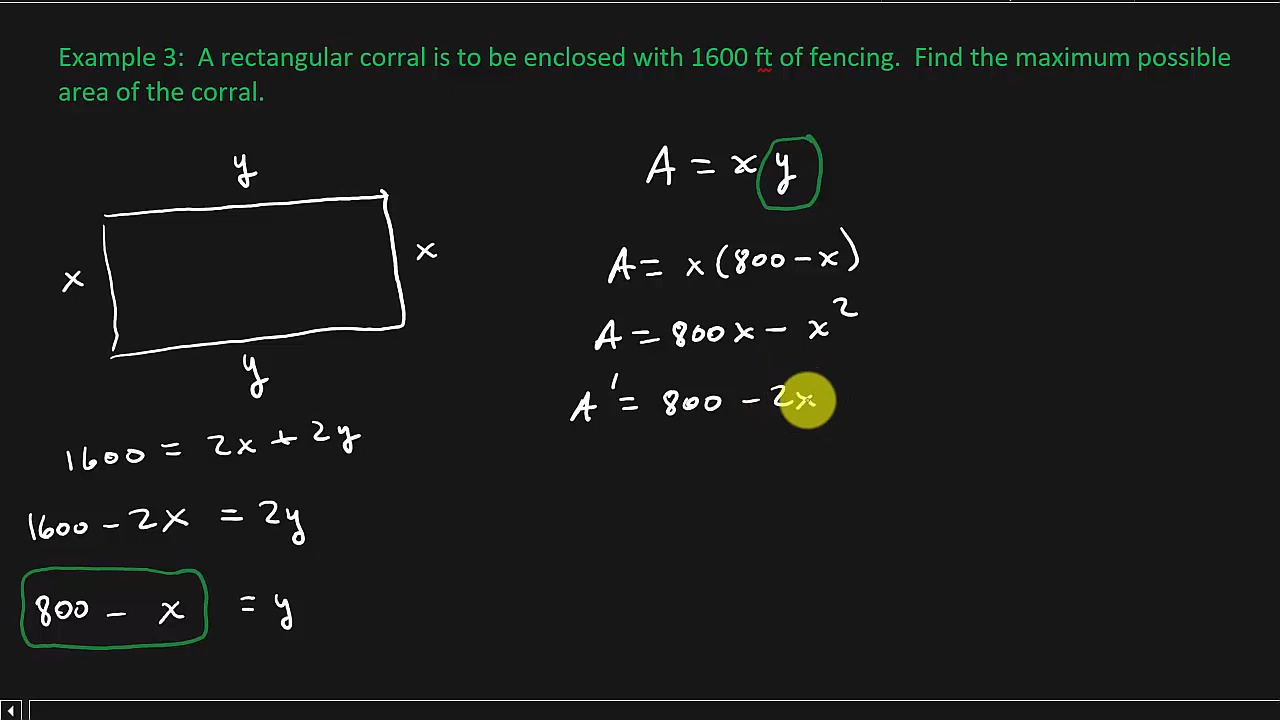 Example 3: A rectangular corral is to be enclosed with 1600 ft of fencing. Find the maximum possible
area of the corral.
y
x
x
y
1600 = 2x + 2y
1600 - 2x = 2y
800 - x = y
A = xy
A = x(800 - x)
A = 800x - x²
A' = 800 - 2x